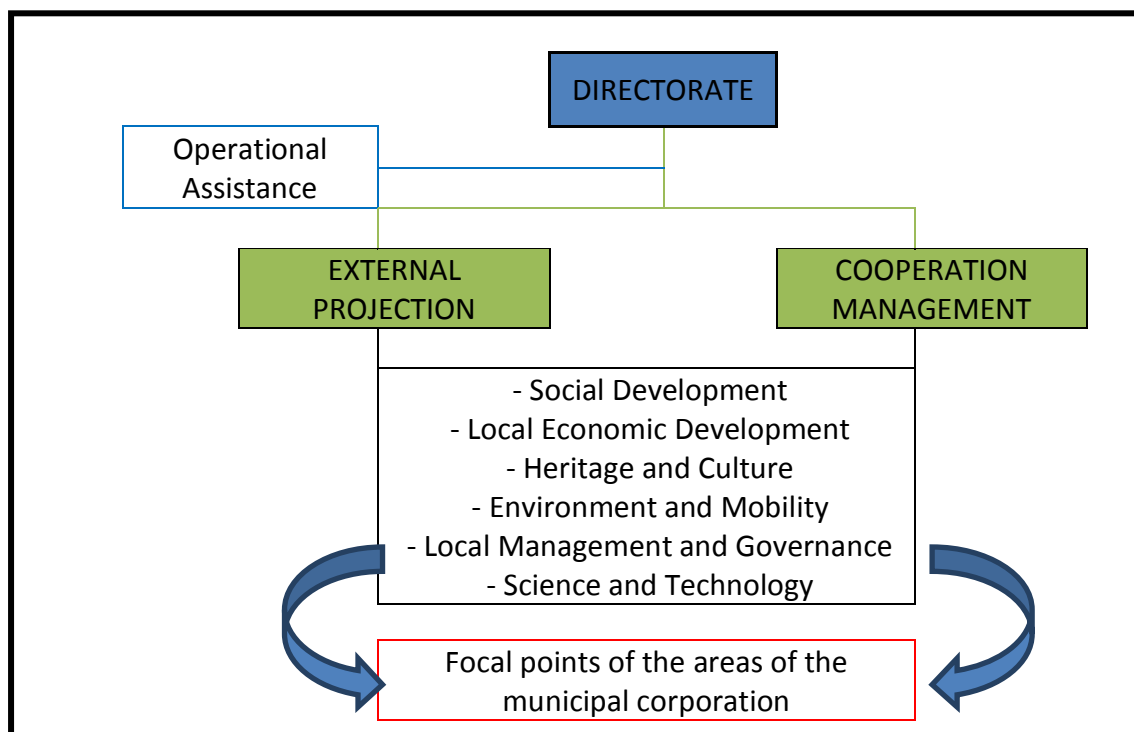 DIRECTORATE
Operational
Assistance
EXTERNAL
PROJECTION
COOPERATION
MANAGEMENT
- Social Development
- Local Economic Development
- Heritage and Culture
- Environment and Mobility
- Local Management and Governance
- Science and Technology
Focal points of the areas of the
municipal corporation